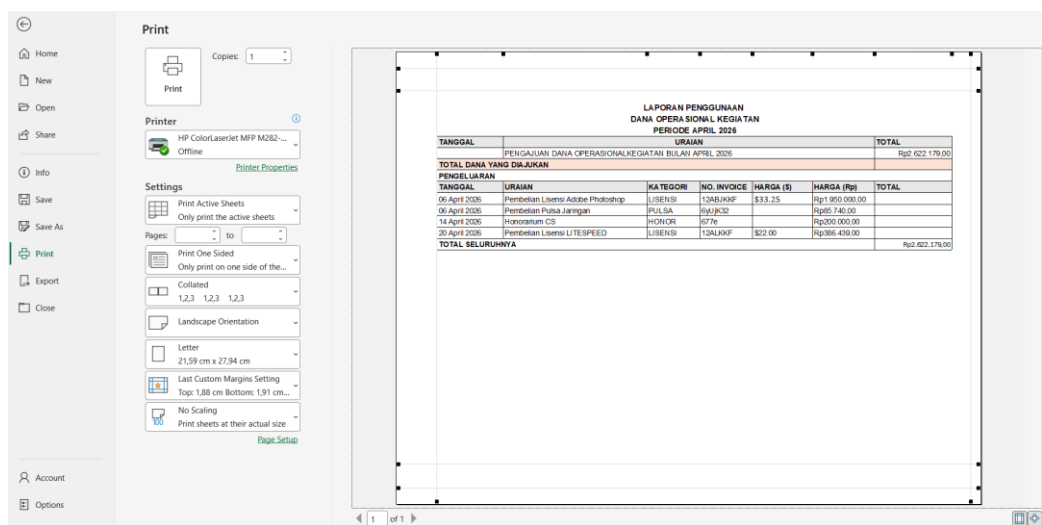 Print
Home
New
Open
Share
Info
Save
Save As
Print
Export
Close
Account
Options
Print
Copies: 1
Printer
HP ColorLaserJet MFP M282-...
Offline
Printer Properties
Settings
Print Active Sheets
Only print the active sheets
Pages: to
Print One Sided
Only print on one side of the...
Collated
1,2,3 1,2,3 1,2,3
Landscape Orientation
Letter
21,59 cm x 27,94 cm
Last Custom Margins Setting
Top: 1,88 cm Bottom: 1,91 cm...
No Scaling
100
Print sheets at their actual size
Page Setup
LAPORAN PENGGUNAAN
DANA OPERASIONAL KEGIATAN
PERIODE APRIL 2026
TANGGAL URAIAN TOTAL
PENGAJUAN DANA OPERASIONALKEGIATAN BULAN APRIL 2026 Rp2.622.179,00
TOTAL DANA YANG DIAJUKAN
PENGELUARAN
TANGGAL URAIAN KATEGORI NO. INVOICE HARGA ($) HARGA (Rp) TOTAL
06 April 2026 Pembelian Lisensi Adobe Photoshop LISENSI 12ABJKKF $33.25 Rp1.950.000,00
06 April 2026 Pembelian Pulsa Jaringan PULSA 6yUjK32 Rp85.740,00
14 April 2026 Honorarium CS HONOR 677e Rp200.000,00
20 April 2026 Pembelian Lisensi LITESPEED LISENSI 12ALKKF $22.00 Rp386.439,00
TOTAL SELURUHNYA Rp2.622.179,00
1 of 1